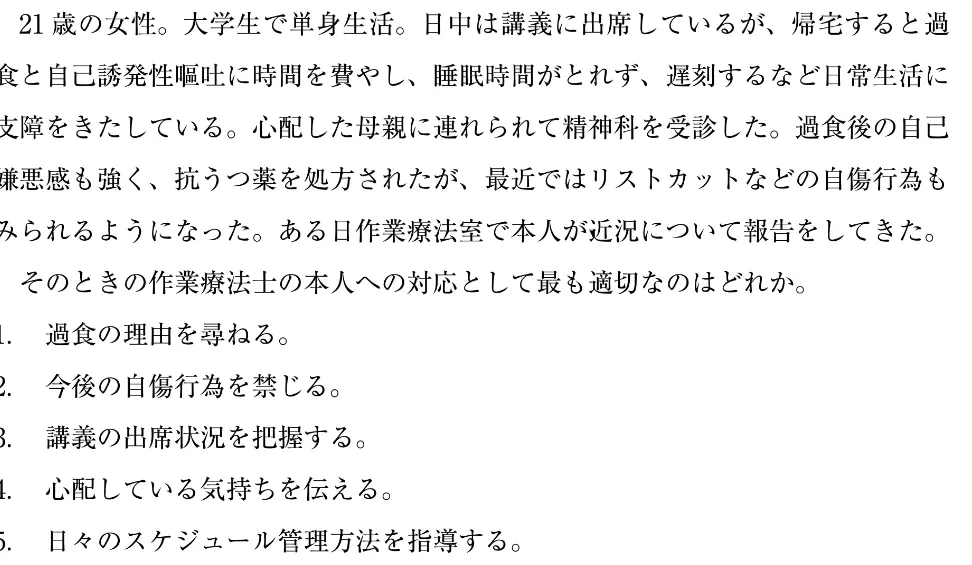 21歳の女性。大学生で単身生活。日中は講義に出席しているが、帰宅すると過
食と自己誘発性嘔吐に時間を費やし、睡眠時間がとれず、遅刻するなど日常生活に
支障をきたしている。心配した母親に連れられて精神科を受診した。過食後の自己
嫌悪感も強く、抗うつ薬を処方されたが、最近ではリストカットなどの自傷行為も
みられるようになった。ある日作業療法室で本人が近況について報告をしてきた。
そのときの作業療法士の本人への対応として最も適切なのはどれか。
1. 過食の理由を尋ねる。
2. 今後の自傷行為を禁じる。
3. 講義の出席状況を把握する。
4. 心配している気持ちを伝える。
5. 日々のスケジュール管理方法を指導する。